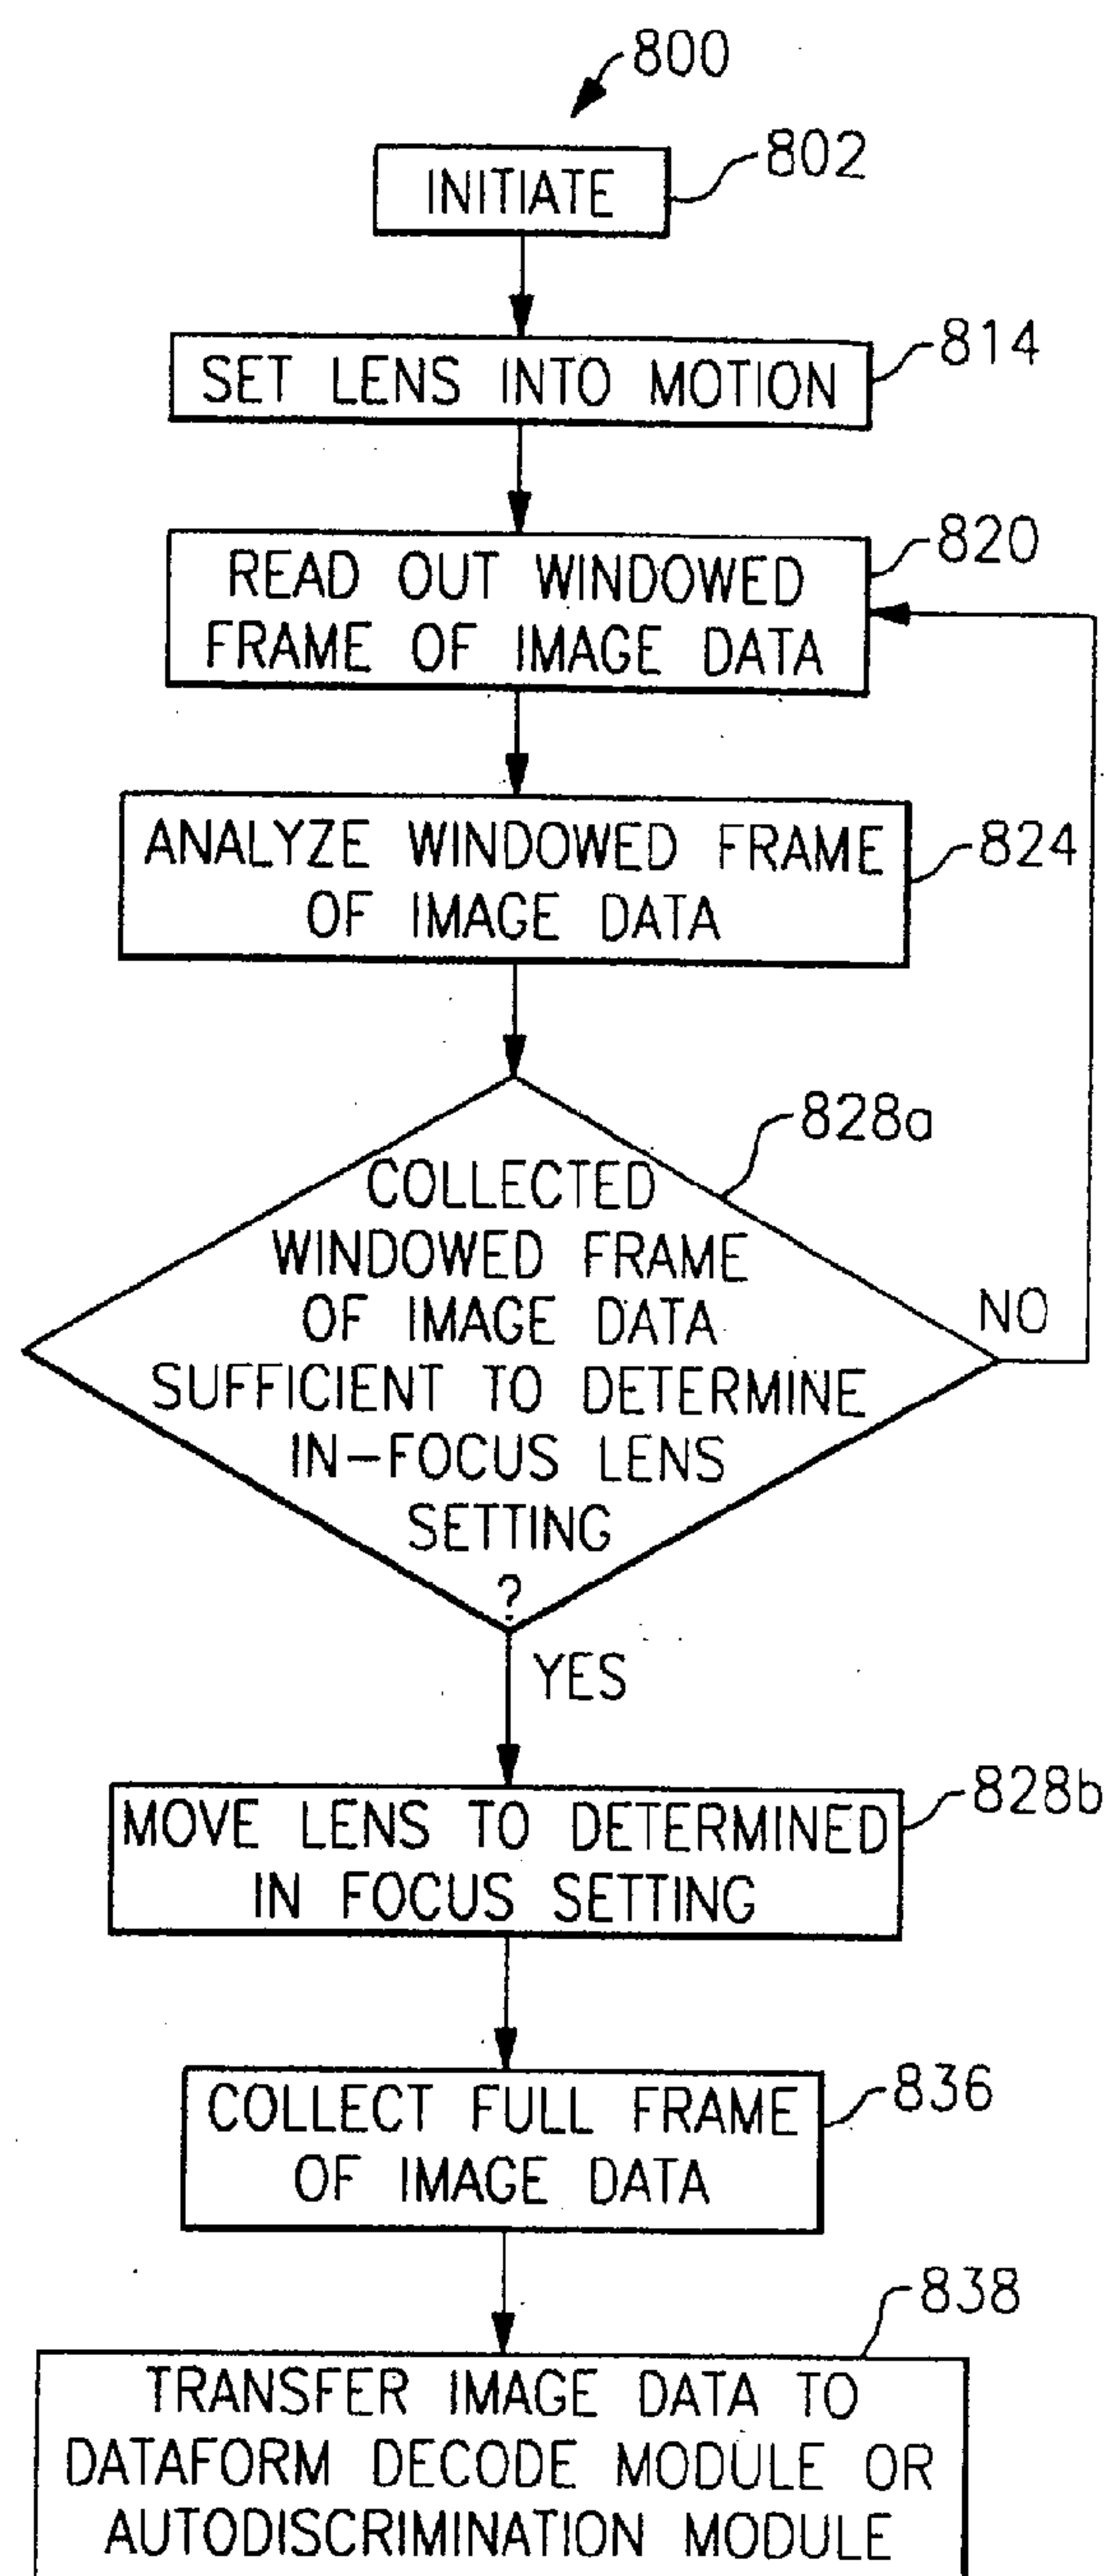 800
INITIATE
802
SET LENS INTO MOTION
814
READ OUT WINDOWED
FRAME OF IMAGE DATA
820
ANALYZE WINDOWED FRAME
OF IMAGE DATA
824
COLLECTED
WINDOWED FRAME
OF IMAGE DATA
SUFFICIENT TO DETERMINE
IN-FOCUS LENS
SETTING
?
828a
NO
YES
MOVE LENS TO DETERMINED
IN FOCUS SETTING
828b
COLLECT FULL FRAME
OF IMAGE DATA
836
TRANSFER IMAGE DATA TO
DATAFORM DECODE MODULE OR
AUTODISCRIMINATION MODULE
838